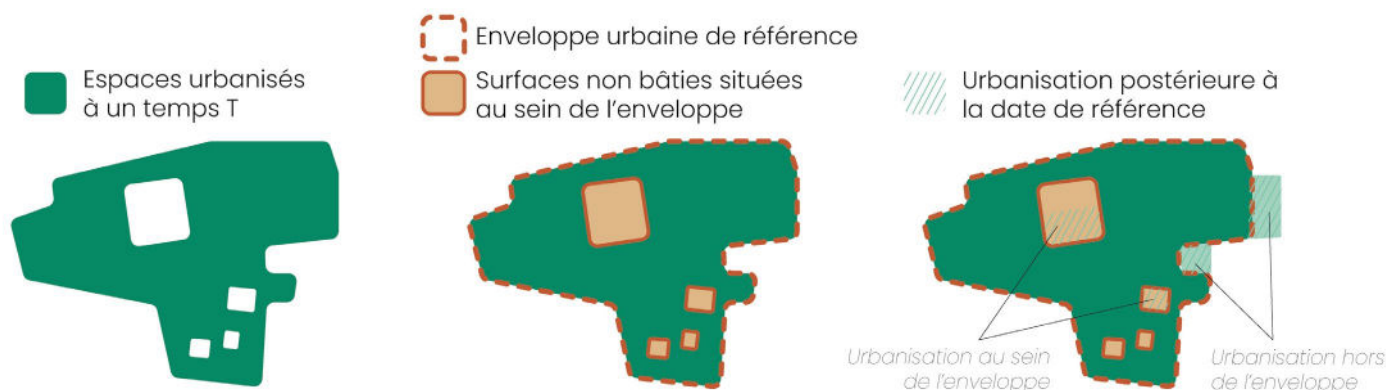 Enveloppe urbaine de référence
Espaces urbanisés
à un temps T
Surfaces non bâties situées
au sein de l'enveloppe
Urbanisation postérieure à
la date de référence
Urbanisation au sein
de l'enveloppe
Urbanisation hors
de l'enveloppe